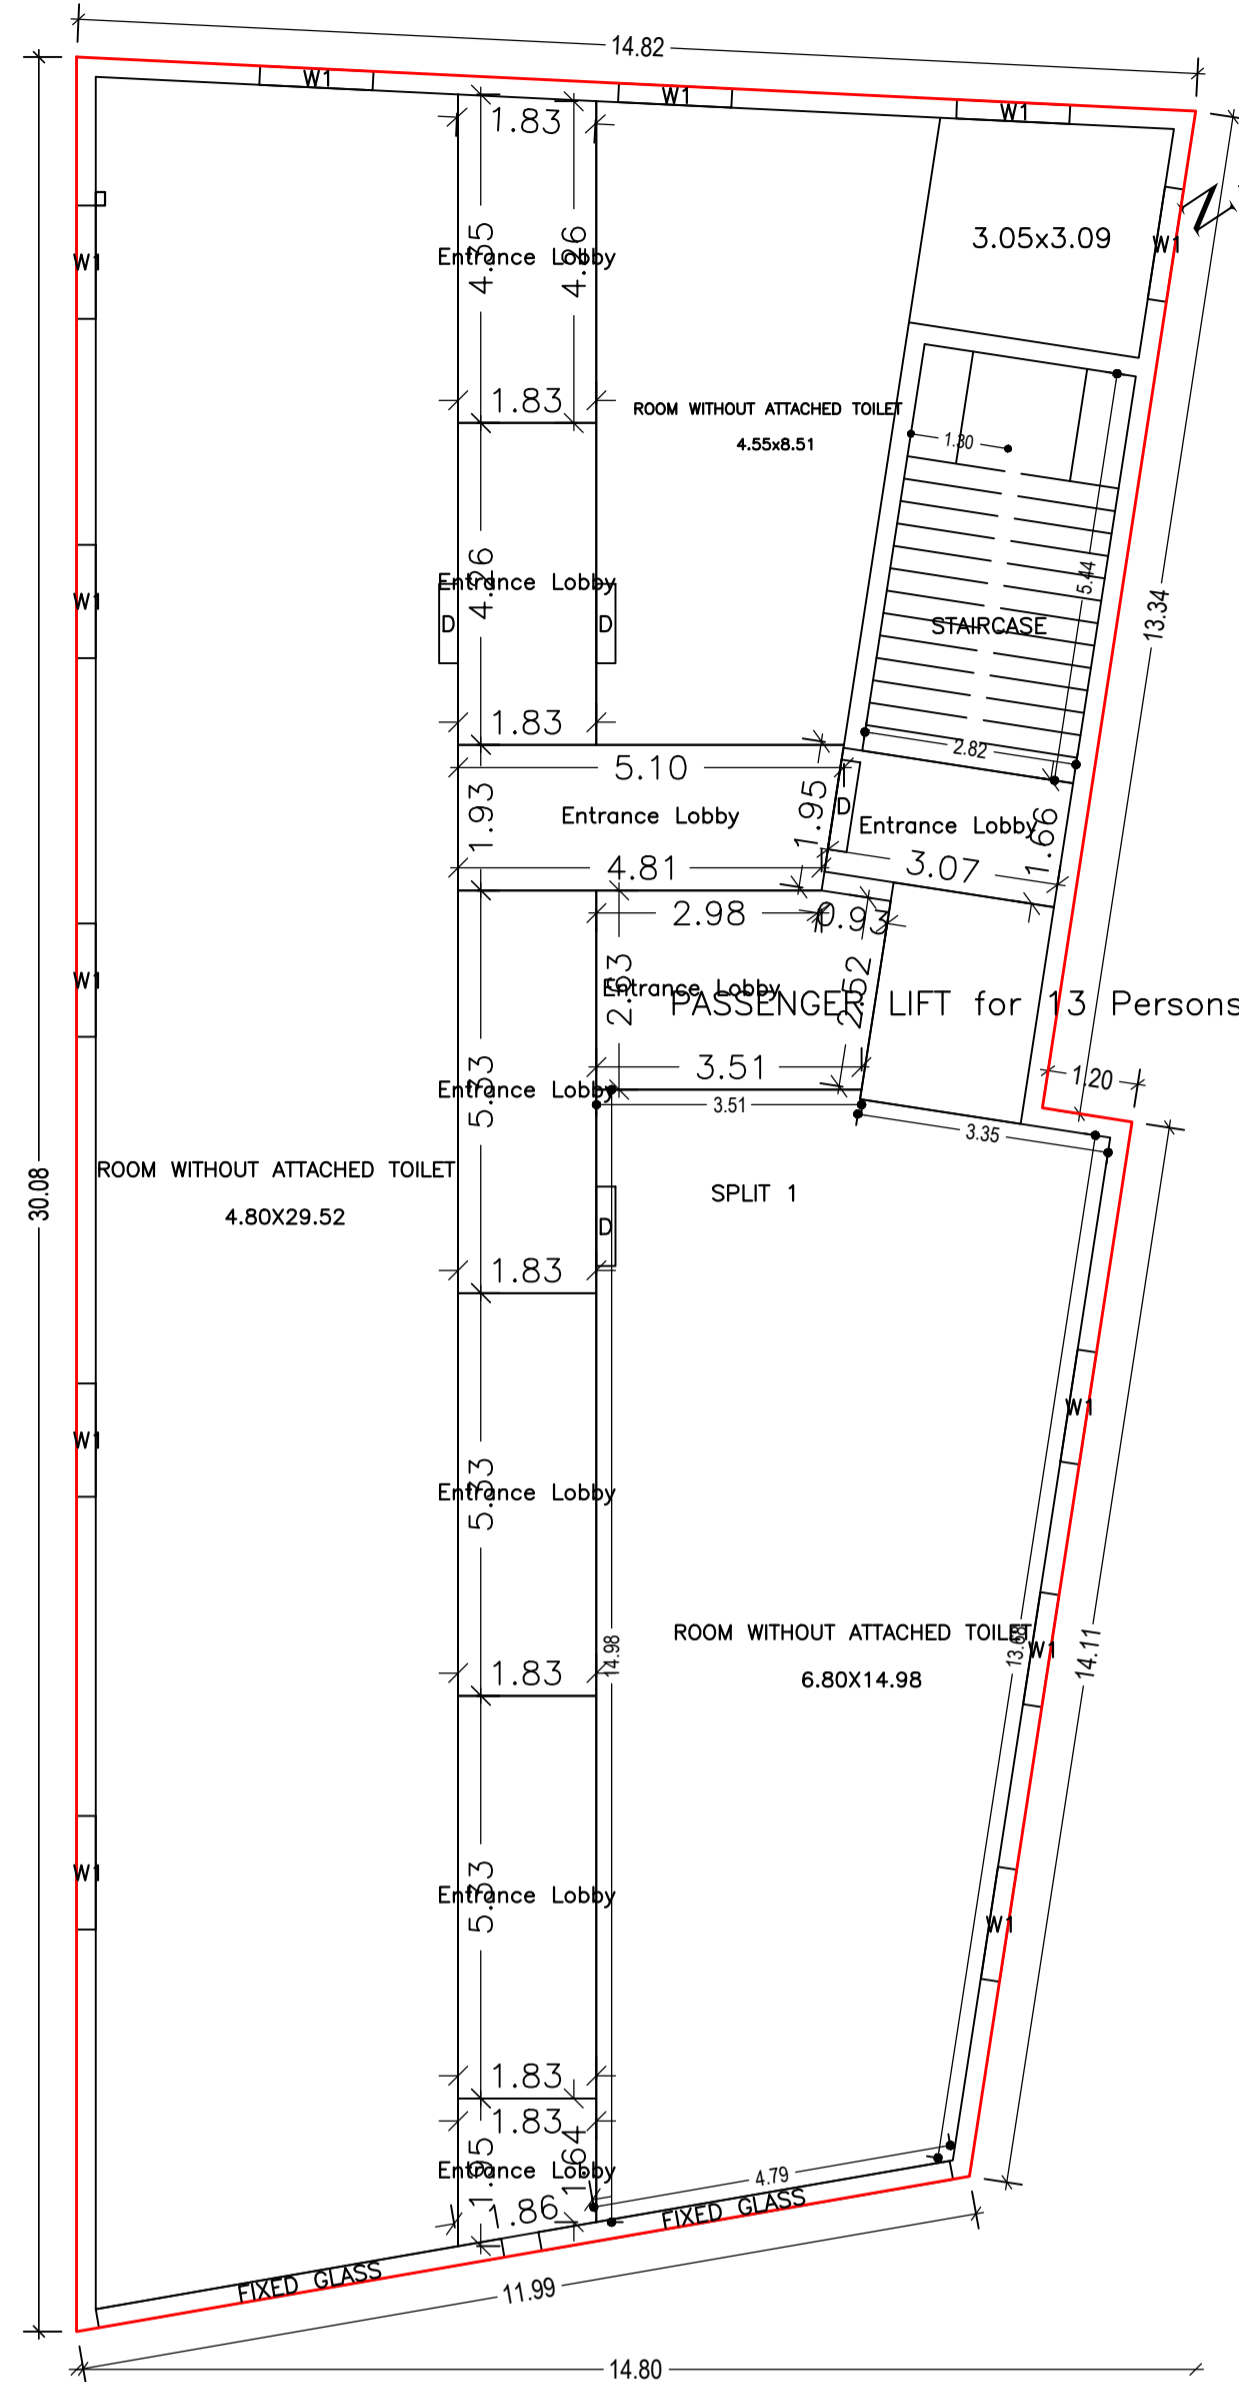 14.82
W1
W1
W1
1.83
N
W1
3.05x3.09
W1
4.35
4.26
Entrance Lobby
1.83
ROOM WITHOUT ATTACHED TOILET
4.55x8.51
1.30
4.26
Entrance Lobby
W1
D
D
5.44
13.34
STAIRCASE
1.83
2.82
5.10
1.93
Entrance Lobby
1.95
D
Entrance Lobby
1.66
4.81
3.07
2.98
0.93
W1
2.63
Entrance Lobby
2.52
PASSENGER LIFT for 13 Persons
3.51
1.20
5.33
Entrance Lobby
3.51
3.35
30.08
ROOM WITHOUT ATTACHED TOILET
4.80X29.52
SPLIT 1
D
1.83
W1
W1
5.33
Entrance Lobby
ROOM WITHOUT ATTACHED TOILET
6.80X14.98
14.98
13.68
W1
14.11
1.83
W1
5.33
Entrance Lobby
W1
1.83
1.83
1.95
Entrance Lobby
1.64
4.79
1.86
FIXED GLASS
FIXED GLASS
11.99
14.80